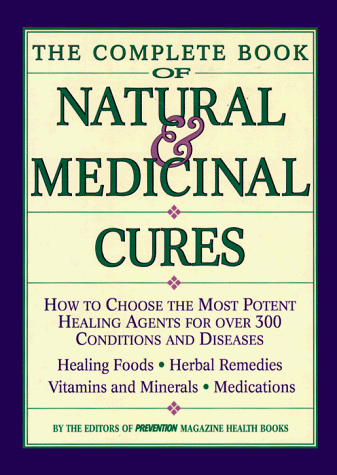 THE COMPLETE BOOK
OF
NATURAL
&
MEDICINAL
CURES
HOW TO CHOOSE THE MOST POTENT
HEALING AGENTS FOR OVER 300
CONDITIONS AND DISEASES
Healing Foods • Herbal Remedies
Vitamins and Minerals • Medications
BY THE EDITORS OF PREVENTION MAGAZINE HEALTH BOOKS